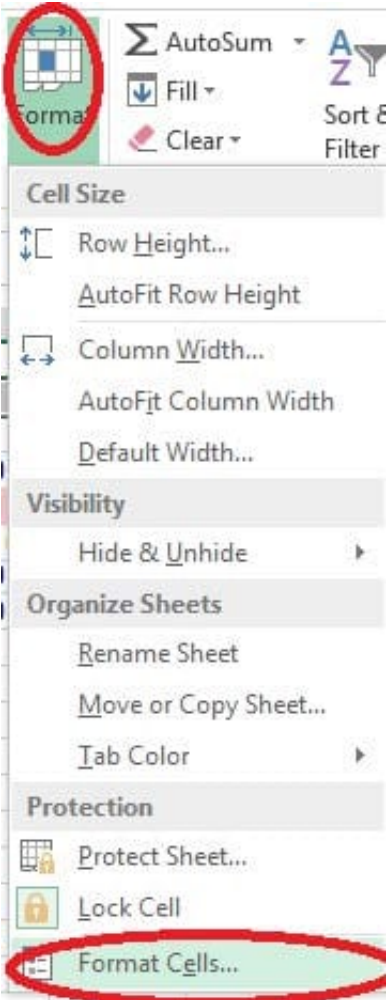 AutoSum
Fill
Clear
Sort &
Filter
Cell Size
Row Height...
AutoFit Row Height
Column Width...
AutoFit Column Width
Default Width...
Visibility
Hide & Unhide
Organize Sheets
Rename Sheet
Move or Copy Sheet...
Tab Color
Protection
Protect Sheet...
Lock Cell
Format Cells...